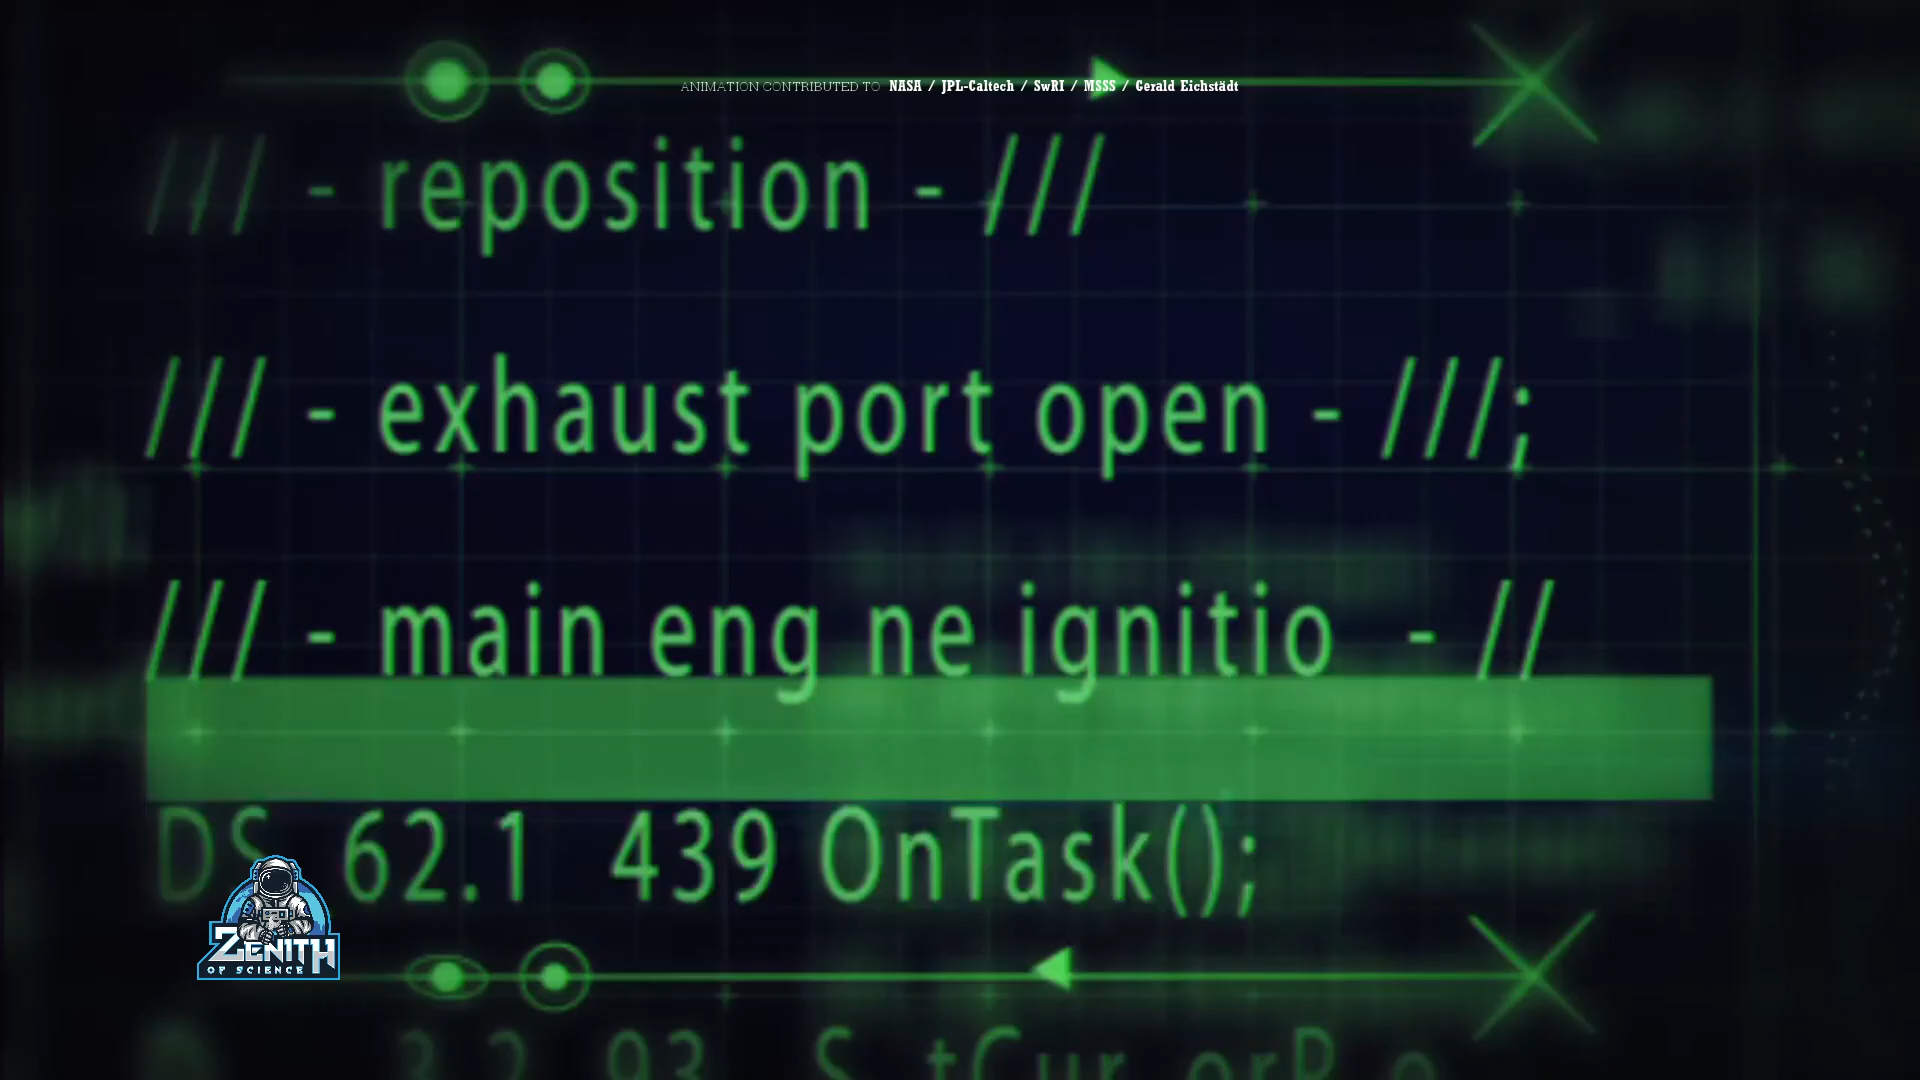 ANIMATION CONTRIBUTED TO NASA / JPL-Caltech / SwRI / MSSS / Gerald Eichstädt
/// - reposition - ///
/// - exhaust port open - ///;
/// - main eng ne ignitio - //
DS 62.1 439 OnTask();
ZENITH
OF SCIENCE